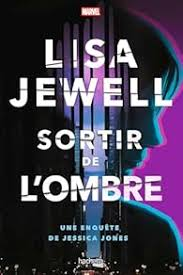 MARVEL
LISA
JEWELL
SORTIR
DE
L'OMBRE
UNE ENQUÊTE
DE JESSICA JONES
hachette